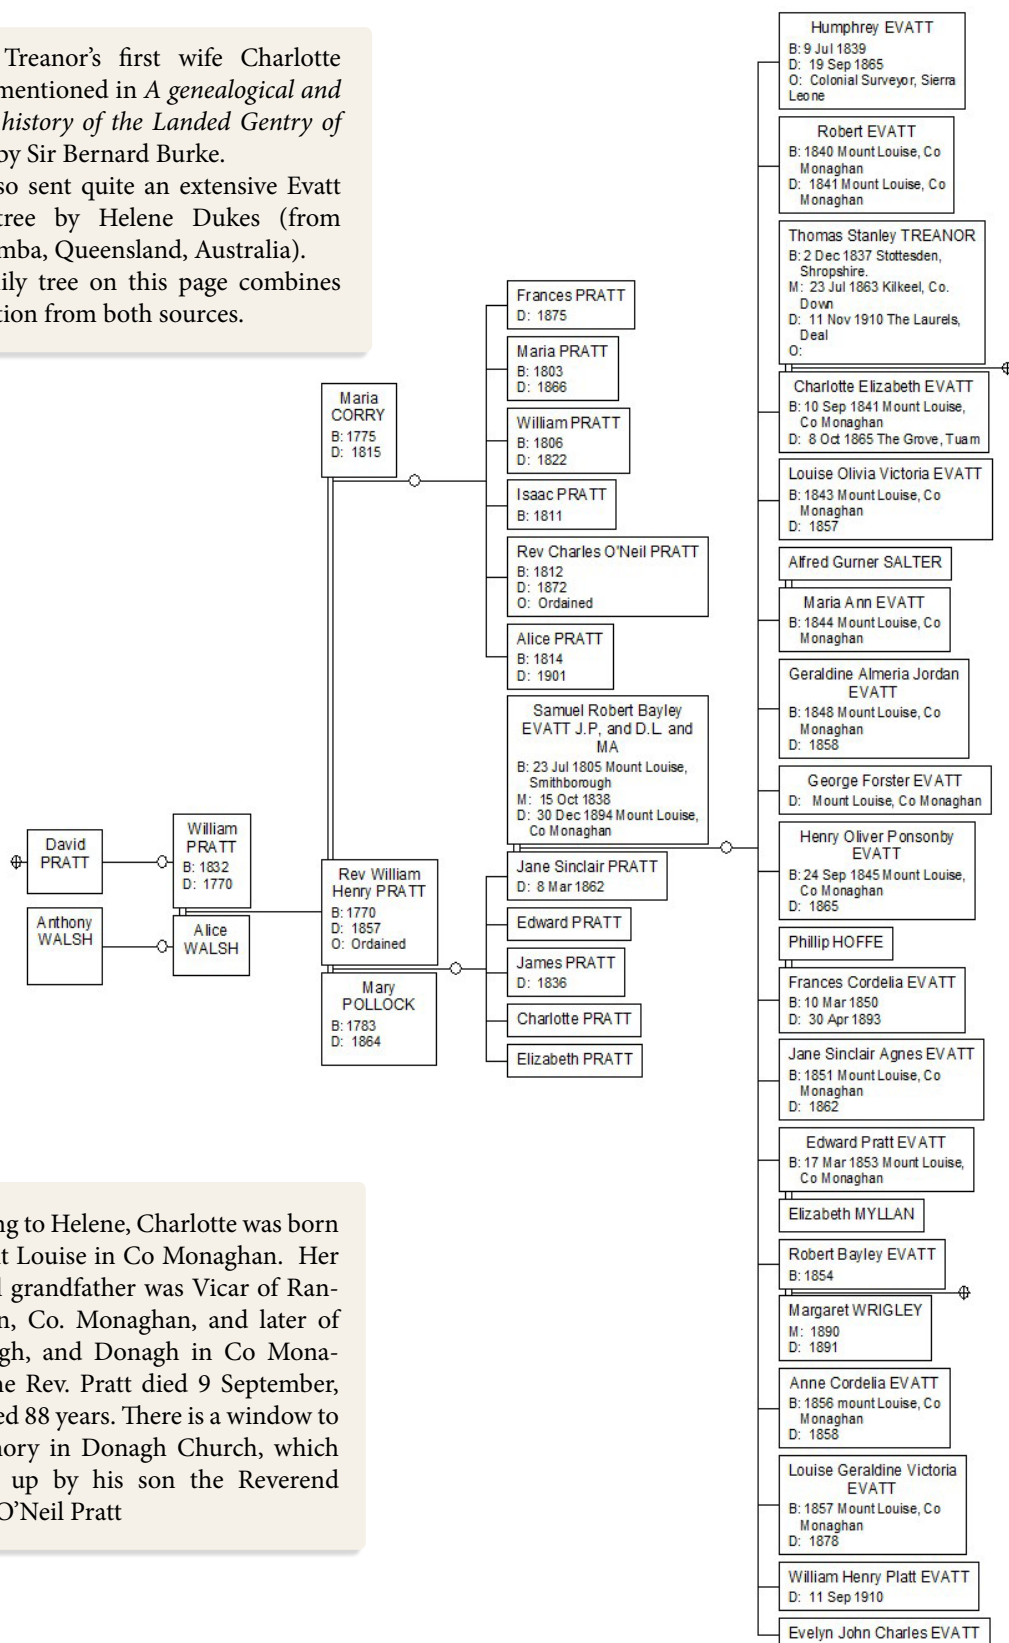 Treanor’s first wife Charlotte
mentioned in A genealogical and
history of the Landed Gentry of
by Sir Bernard Burke.
so sent quite an extensive Evatt
tree by Helene Dukes (from
mba, Queensland, Australia).
ily tree on this page combines
tion from both sources.
David
PRATT
Anthony
WALSH
William
PRATT
B: 1832
D: 1770
Alice
WALSH
Maria
CORRY
B: 1775
D: 1815
Rev William
Henry PRATT
B: 1770
D: 1857
O: Ordained
Mary
POLLOCK
B: 1783
D: 1864
Frances PRATT
D: 1875
Maria PRATT
B: 1803
D: 1866
William PRATT
B: 1806
D: 1822
Isaac PRATT
B: 1811
Rev Charles O'Neil PRATT
B: 1812
D: 1872
O: Ordained
Alice PRATT
B: 1814
D: 1901
Samuel Robert Bayley
EVATT J.P, and D.L. and
MA
B: 23 Jul 1805 Mount Louise,
Smithborough
M: 15 Oct 1838
D: 30 Dec 1894 Mount Louise,
Co Monaghan
Jane Sinclair PRATT
D: 8 Mar 1862
Edward PRATT
James PRATT
D: 1836
Charlotte PRATT
Elizabeth PRATT
Humphrey EVATT
B: 9 Jul 1839
D: 19 Sep 1865
O: Colonial Surveyor, Sierra
Leone
Robert EVATT
B: 1840 Mount Louise, Co
Monaghan
D: 1841 Mount Louise, Co
Monaghan
Thomas Stanley TREANOR
B: 2 Dec 1837 Stottesden,
Shropshire.
M: 23 Jul 1863 Kilkeel, Co.
Down
D: 11 Nov 1910 The Laurels,
Deal
O:
Charlotte Elizabeth EVATT
B: 10 Sep 1841 Mount Louise,
Co Monaghan
D: 8 Oct 1865 The Grove, Tuam
Louise Olivia Victoria EVATT
B: 1843 Mount Louise, Co
Monaghan
D: 1857
Alfred Gurner SALTER
Maria Ann EVATT
B: 1844 Mount Louise, Co
Monaghan
Geraldine Almeria Jordan
EVATT
B: 1848 Mount Louise, Co
Monaghan
D: 1858
George Forster EVATT
D: Mount Louise, Co Monaghan
Henry Oliver Ponsonby
EVATT
B: 24 Sep 1845 Mount Louise,
Co Monaghan
D: 1865
Phillip HOFFE
Frances Cordelia EVATT
B: 10 Mar 1850
D: 30 Apr 1893
Jane Sinclair Agnes EVATT
B: 1851 Mount Louise, Co
Monaghan
D: 1862
Edward Pratt EVATT
B: 17 Mar 1853 Mount Louise,
Co Monaghan
Elizabeth MYLLAN
Robert Bayley EVATT
B: 1854
Margaret WRIGLEY
M: 1890
D: 1891
Anne Cordelia EVATT
B: 1856 mount Louise, Co
Monaghan
D: 1858
Louise Geraldine Victoria
EVATT
B: 1857 Mount Louise, Co
Monaghan
D: 1878
William Henry Platt EVATT
D: 11 Sep 1910
Evelyn John Charles EVATT
ng to Helene, Charlotte was born
t Louise in Co Monaghan. Her
l grandfather was Vicar of Ran-
n, Co. Monaghan, and later of
gh, and Donagh in Co Mona-
ne Rev. Pratt died 9 September,
ed 88 years. There is a window to
nory in Donagh Church, which
up by his son the Reverend
O’Neil Pratt